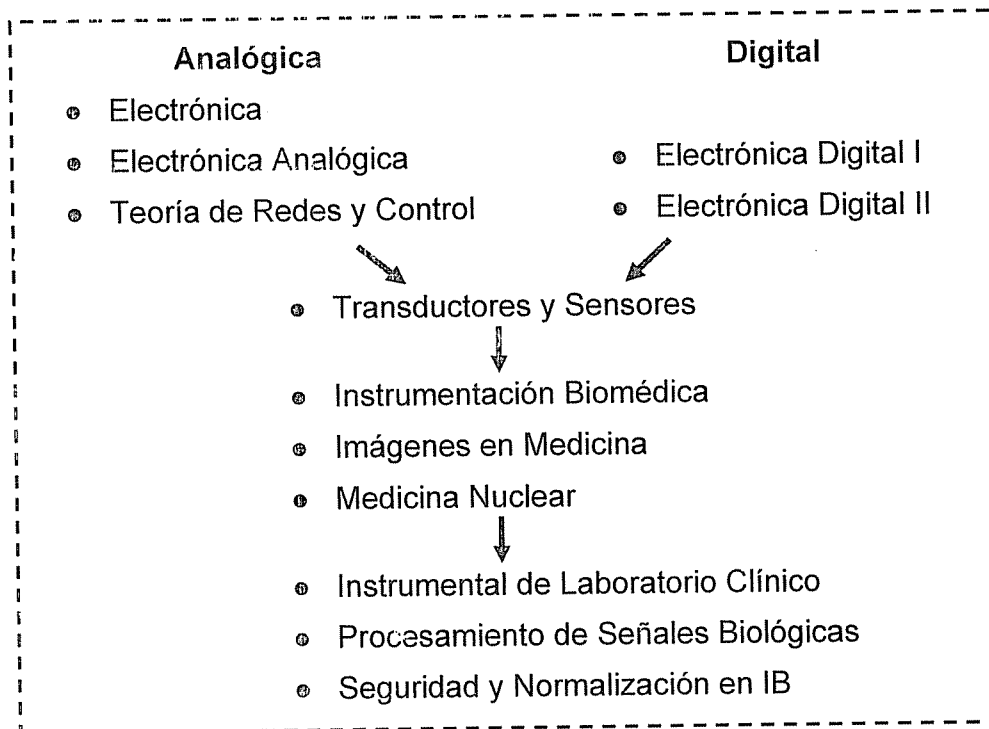 Analógica
Digital
Electrónica
Electrónica Analógica
Teoría de Redes y Control
Electrónica Digital I
Electrónica Digital II
Transductores y Sensores
Instrumentación Biomédica
Imágenes en Medicina
Medicina Nuclear
Instrumental de Laboratorio Clínico
Procesamiento de Señales Biológicas
Seguridad y Normalización en IB